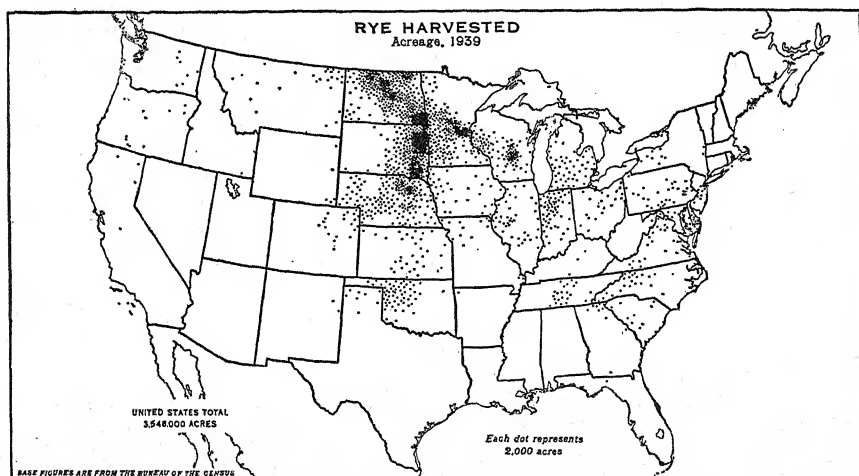 RYE HARVESTED
Acreage, 1939
UNITED STATES TOTAL
3,548,000 ACRES
Each dot represents
2,000 acres
BASE FIGURES ARE FROM THE BUREAU OF THE CENSUS